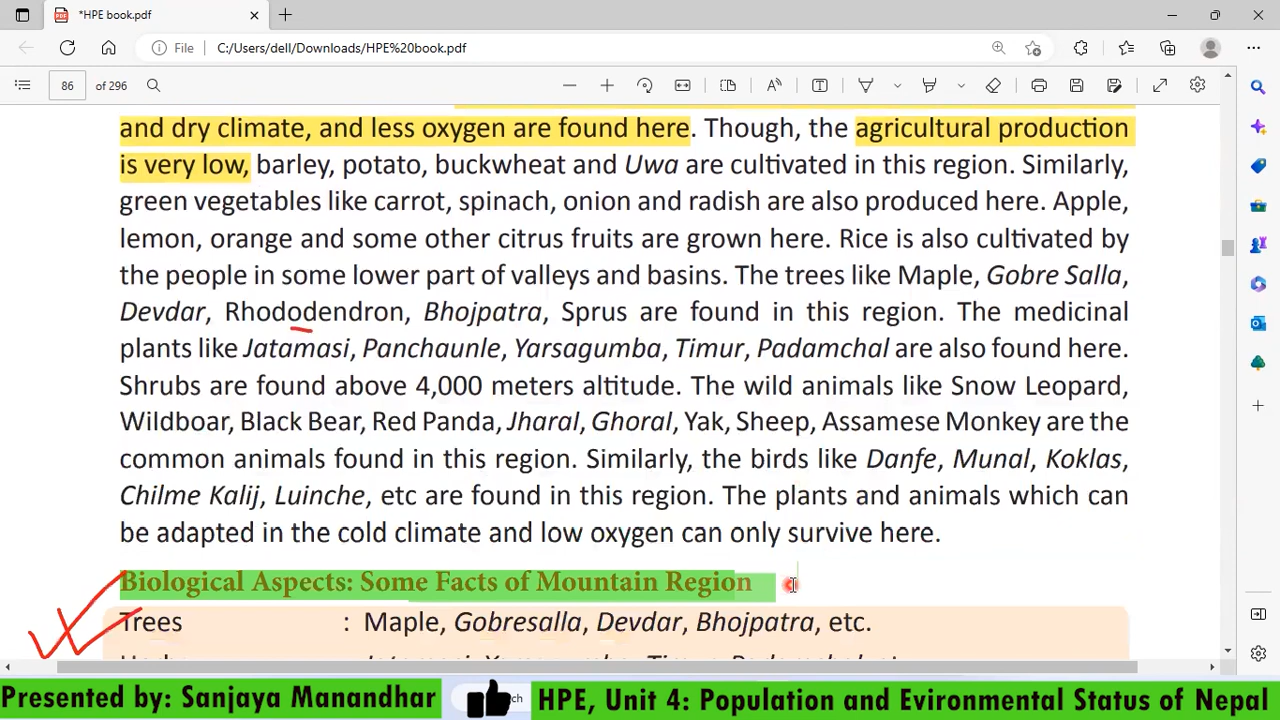 *HPE book.pdf
File C:/Users/dell/Downloads/HPE%20book.pdf
86 of 296
and dry climate, and less oxygen are found here. Though, the agricultural production
is very low, barley, potato, buckwheat and Uwa are cultivated in this region. Similarly,
green vegetables like carrot, spinach, onion and radish are also produced here. Apple,
lemon, orange and some other citrus fruits are grown here. Rice is also cultivated by
the people in some lower part of valleys and basins. The trees like Maple, Gobre Salla,
Devdar, Rhododendron, Bhojpatra, Sprus are found in this region. The medicinal
plants like Jatamasi, Panchaunle, Yarsagumba, Timur, Padamchal are also found here.
Shrubs are found above 4,000 meters altitude. The wild animals like Snow Leopard,
Wildboar, Black Bear, Red Panda, Jharal, Ghoral, Yak, Sheep, Assamese Monkey are the
common animals found in this region. Similarly, the birds like Danfe, Munal, Koklas,
Chilme Kalij, Luinche, etc are found in this region. The plants and animals which can
be adapted in the cold climate and low oxygen can only survive here.
Biological Aspects: Some Facts of Mountain Region
Trees : Maple, Gobresalla, Devdar, Bhojpatra, etc.
Presented by: Sanjaya Manandhar HPE, Unit 4: Population and Evironmental Status of Nepal